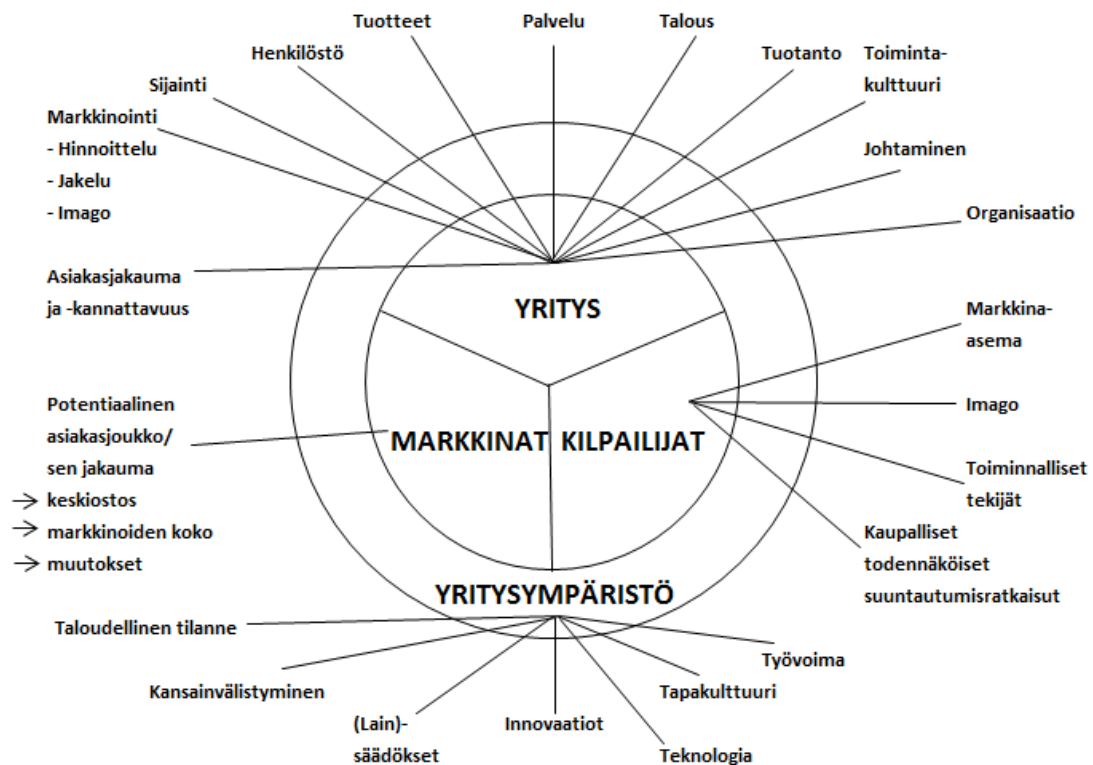 Tuotteet
Palvelu
Talous
Henkilöstö
Tuotanto
Toiminta-
kulttuuri
Sijainti
Markkinointi
- Hinnoittelu
- Jakelu
- Imago
Johtaminen
Organisaatio
Asiakasjakauma
ja -kannattavuus
YRITYS
Markkina-
asema
Potentiaalinen
asiakasjoukko/
sen jakauma
→ keskiostos
→ markkinoiden koko
→ muutokset
MARKKINAT
KILPAILIJAT
Imago
Toiminnalliset
tekijät
Kaupalliset
todennäköiset
suuntautumisratkaisut
YRITYSYMPÄRISTÖ
Taloudellinen tilanne
Kansainvälistyminen
(Lain)-
säädökset
Innovaatiot
Teknologia
Tapakulttuuri
Työvoima